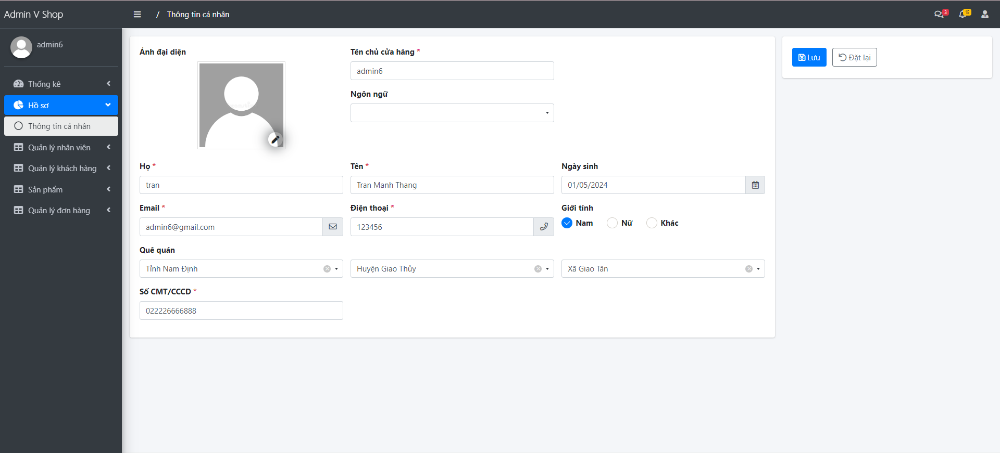 Admin V Shop
/ Thông tin cá nhân
3
15
admin6
Thống kê
Hồ sơ
Thông tin cá nhân
Quản lý nhân viên
Quản lý khách hàng
Sản phẩm
Quản lý đơn hàng
Ảnh đại diện
Tên chủ cửa hàng *
admin6
Ngôn ngữ
Họ *
tran
Tên *
Tran Manh Thang
Ngày sinh
01/05/2024
Email *
admin6@gmail.com
Điện thoại *
123456
Giới tính
Nam
Nữ
Khác
Quê quán
Tỉnh Nam Định
Huyện Giao Thủy
Xã Giao Tân
Số CMT/CCCD *
022226666888
Lưu
Đặt lại